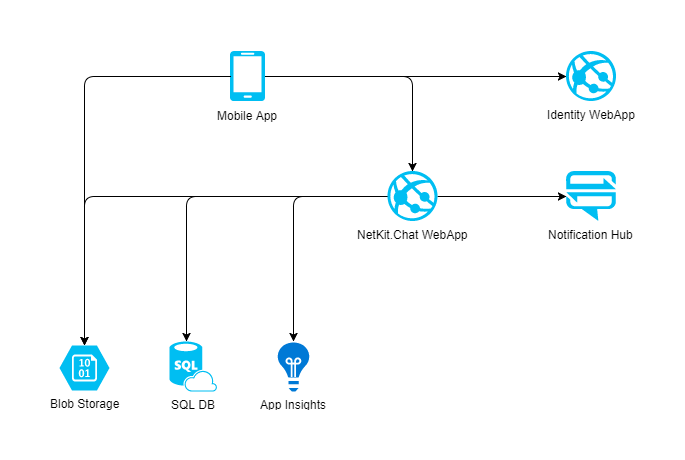 Mobile App
Identity WebApp
NetKit.Chat WebApp
Notification Hub
10
01
SQL
Blob Storage
SQL DB
App Insights